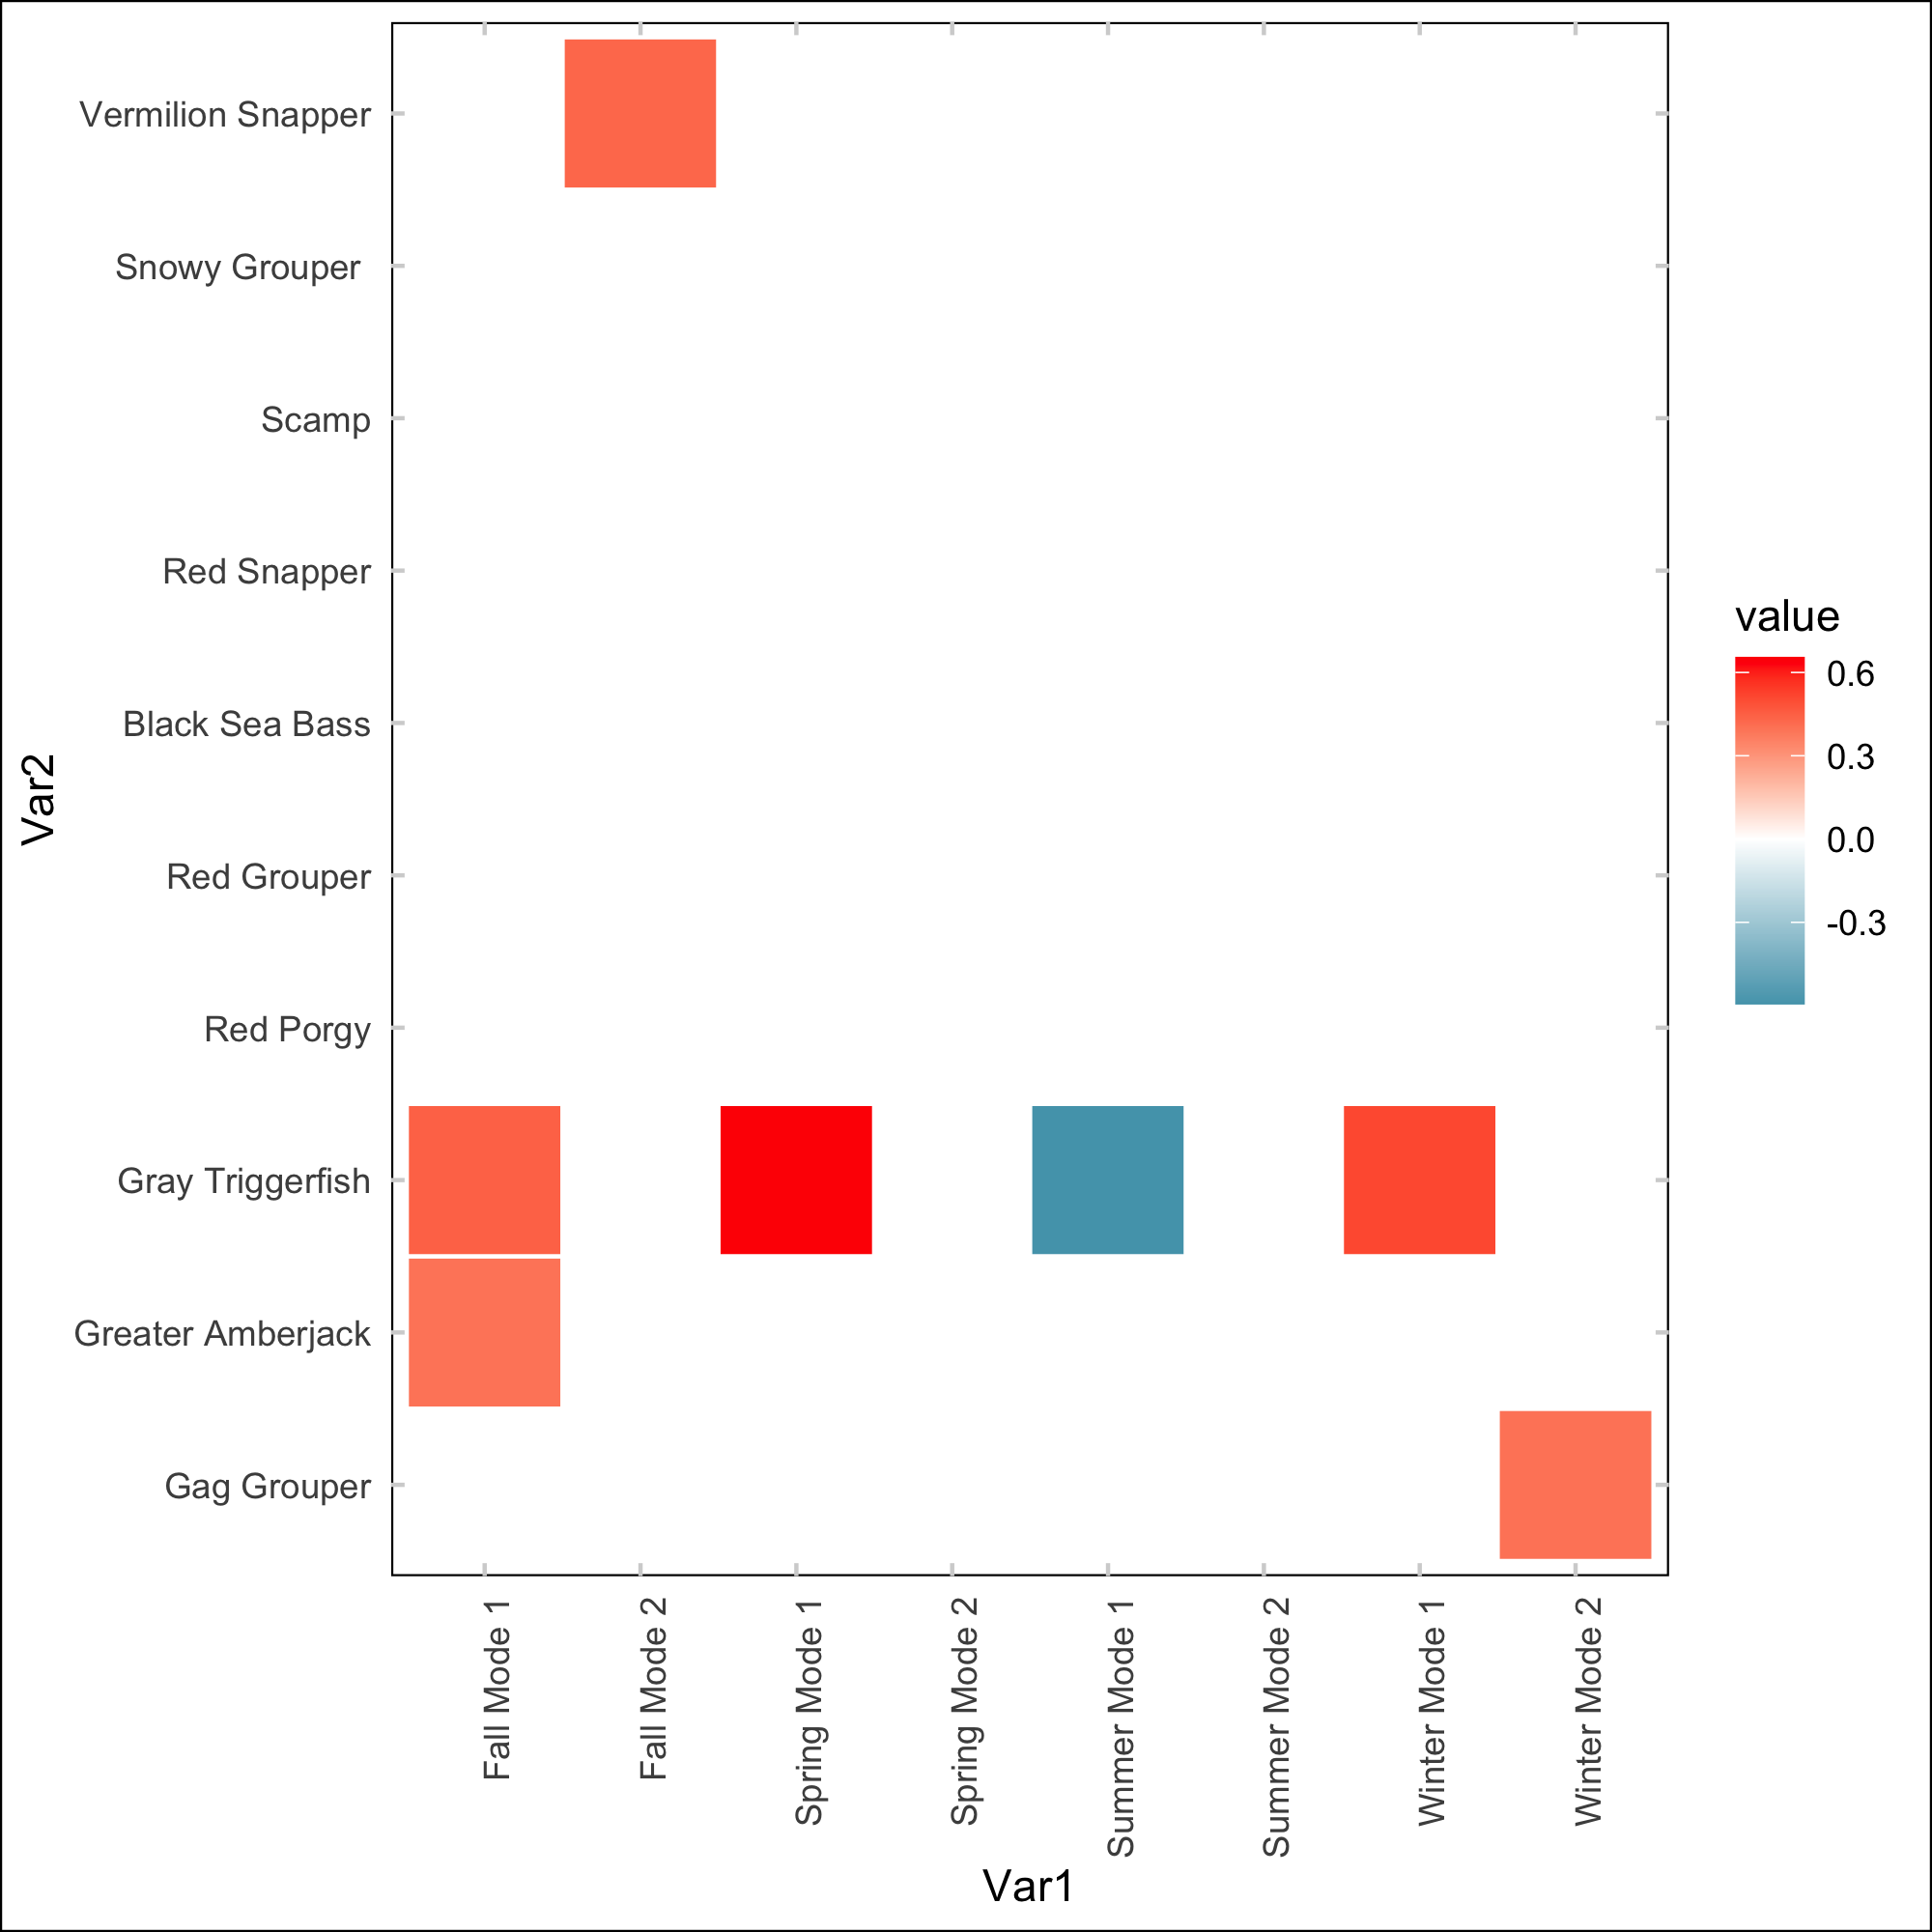 Var2
Vermilion Snapper
Snowy Grouper
Scamp
Red Snapper
Black Sea Bass
Red Grouper
Red Porgy
Gray Triggerfish
Greater Amberjack
Gag Grouper
Fall Mode 1
Fall Mode 2
Spring Mode 1
Spring Mode 2
Summer Mode 1
Summer Mode 2
Winter Mode 1
Winter Mode 2
Var1
value
0.6
0.3
0.0
-0.3